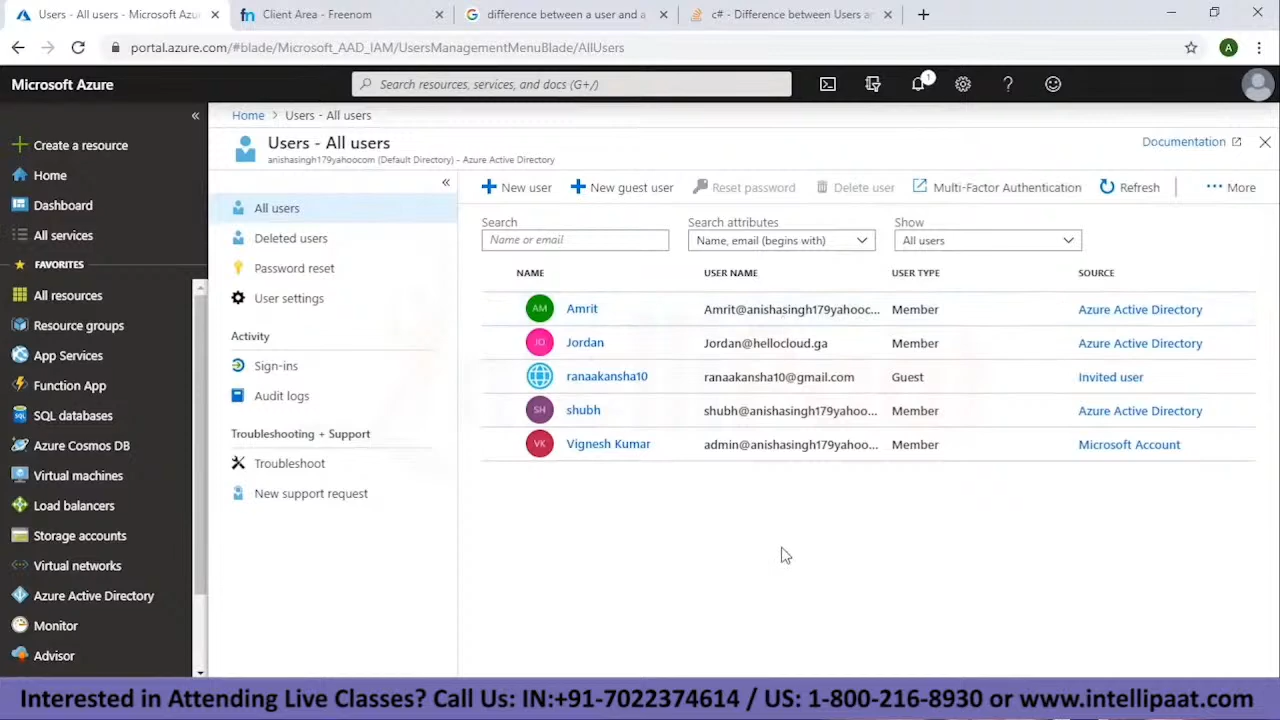 Users - All users - Microsoft Azu
Client Area - Freenom
difference between a user and a
c# - Difference between Users an
portal.azure.com/#blade/Microsoft_AAD_IAM/UsersManagementMenuBlade/AllUsers
A
Microsoft Azure
Search resources, services, and docs (G+/)
1
Create a resource
Home
Dashboard
All services
FAVORITES
All resources
Resource groups
App Services
Function App
SQL databases
Azure Cosmos DB
Virtual machines
Load balancers
Storage accounts
Virtual networks
Azure Active Directory
Monitor
Advisor
Home > Users - All users
Users - All users
anishasingh179yahoocom (Default Directory) - Azure Active Directory
Documentation
All users
Deleted users
Password reset
User settings
Activity
Sign-ins
Audit logs
Troubleshooting + Support
Troubleshoot
New support request
New user New guest user Reset password Delete user Multi-Factor Authentication Refresh ... More
Search Search attributes Show
Name or email Name, email (begins with) All users
NAME USER NAME USER TYPE SOURCE
AM Amrit Amrit@anishasingh179yahooc... Member Azure Active Directory
JO Jordan Jordan@hellocloud.ga Member Azure Active Directory
ranaakansha10 ranaakansha10@gmail.com Guest Invited user
SH shubh shubh@anishasingh179yahoo... Member Azure Active Directory
VK Vignesh Kumar admin@anishasingh179yahoo... Member Microsoft Account
Interested in Attending Live Classes? Call Us: IN:+91-7022374614 / US: 1-800-216-8930 or www.intellipaat.com